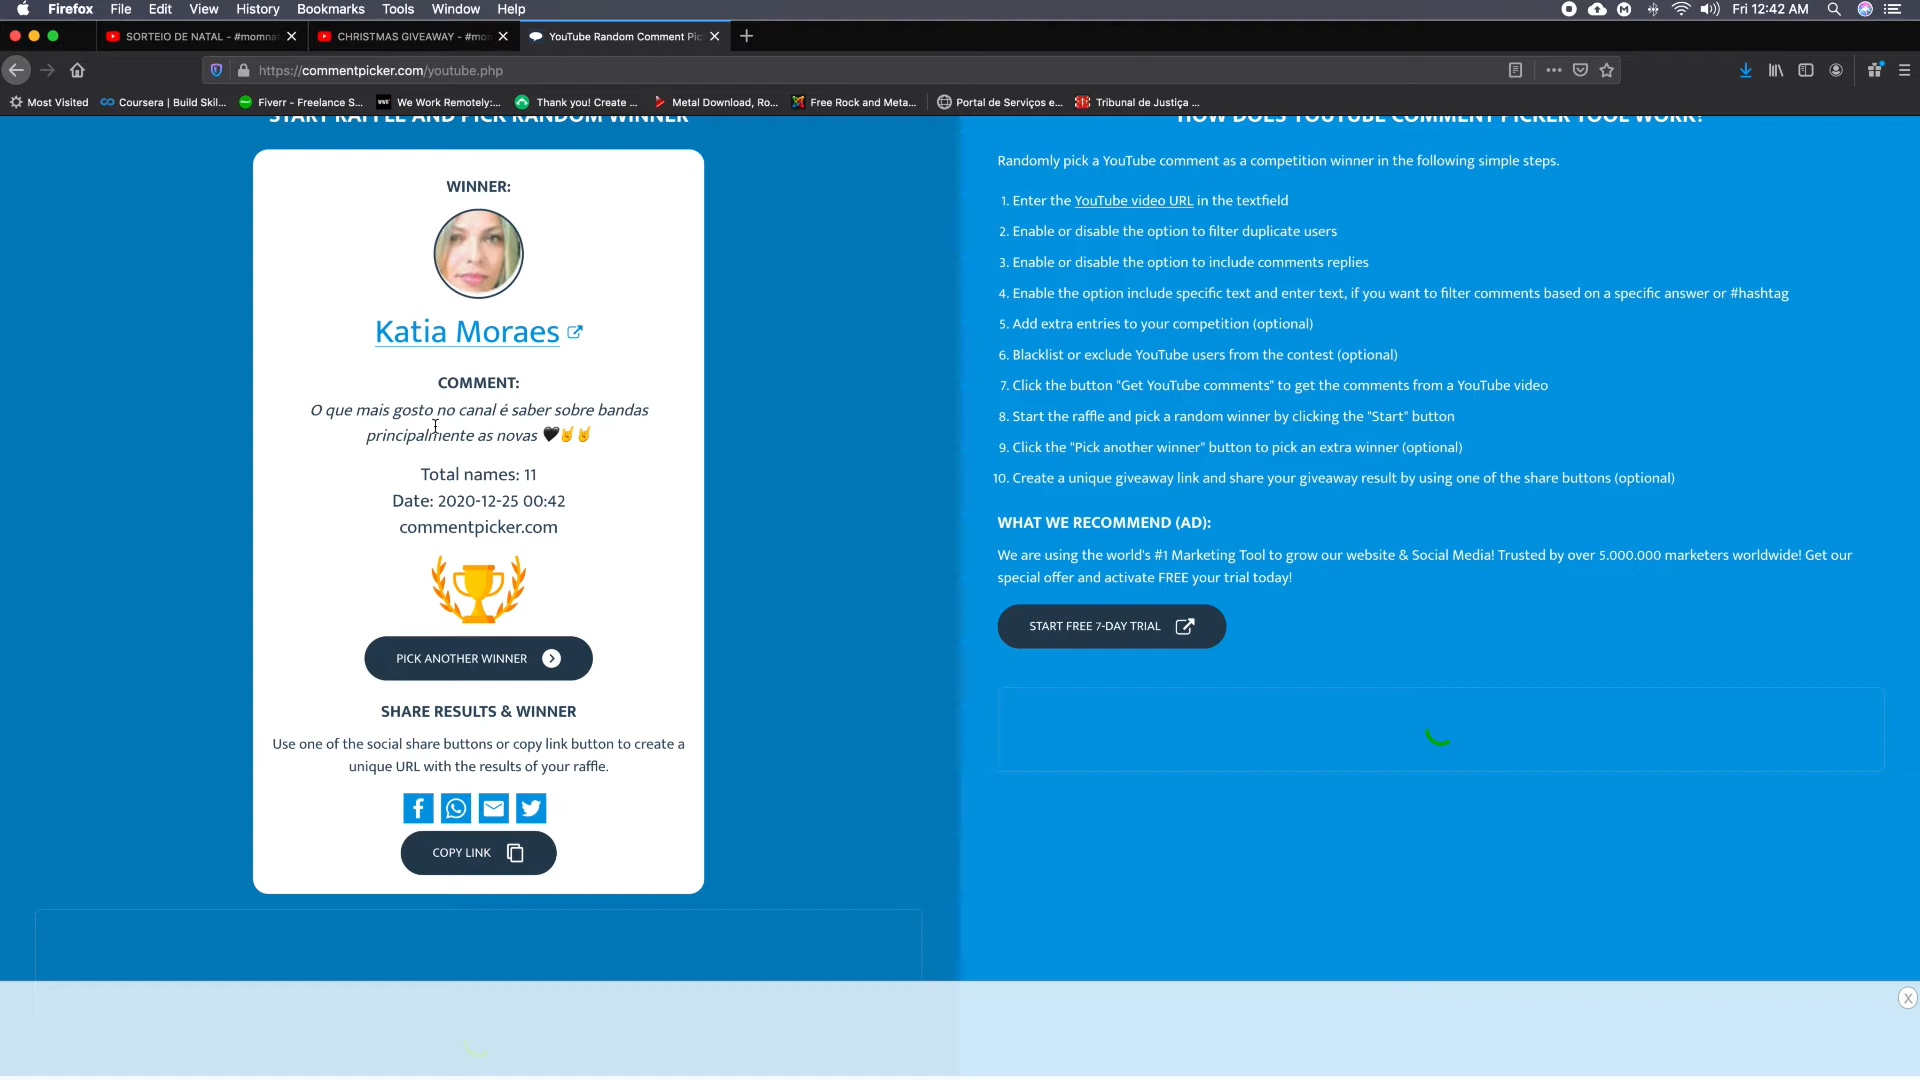 Firefox File Edit View History Bookmarks Tools Window Help Fri 12:42 AM
SORTEIO DE NATAL - #momna
CHRISTMAS GIVEAWAY - #mom
YouTube Random Comment Pic
https://commentpicker.com/youtube.php
Most Visited Coursera | Build Skil... Fiverr - Freelance S... We Work Remotely:... Thank you! Create ... Metal Download, Ro... Free Rock and Meta... Portal de Serviços e... Tribunal de Justiça ...
START RAFFLE AND PICK RANDOM WINNER
WINNER:
Katia Moraes
COMMENT:
O que mais gosto no canal é saber sobre bandas
principalmente as novas 🖤🤘🤘
Total names: 11
Date: 2020-12-25 00:42
commentpicker.com
PICK ANOTHER WINNER
SHARE RESULTS & WINNER
Use one of the social share buttons or copy link button to create a
unique URL with the results of your raffle.
COPY LINK
HOW DOES YOUTUBE COMMENT PICKER TOOL WORK?
Randomly pick a YouTube comment as a competition winner in the following simple steps.
1. Enter the YouTube video URL in the textfield
2. Enable or disable the option to filter duplicate users
3. Enable or disable the option to include comments replies
4. Enable the option include specific text and enter text, if you want to filter comments based on a specific answer or #hashtag
5. Add extra entries to your competition (optional)
6. Blacklist or exclude YouTube users from the contest (optional)
7. Click the button "Get YouTube comments" to get the comments from a YouTube video
8. Start the raffle and pick a random winner by clicking the "Start" button
9. Click the "Pick another winner" button to pick an extra winner (optional)
10. Create a unique giveaway link and share your giveaway result by using one of the share buttons (optional)
WHAT WE RECOMMEND (AD):
We are using the world's #1 Marketing Tool to grow our website & Social Media! Trusted by over 5.000.000 marketers worldwide! Get our
special offer and activate FREE your trial today!
START FREE 7-DAY TRIAL
X